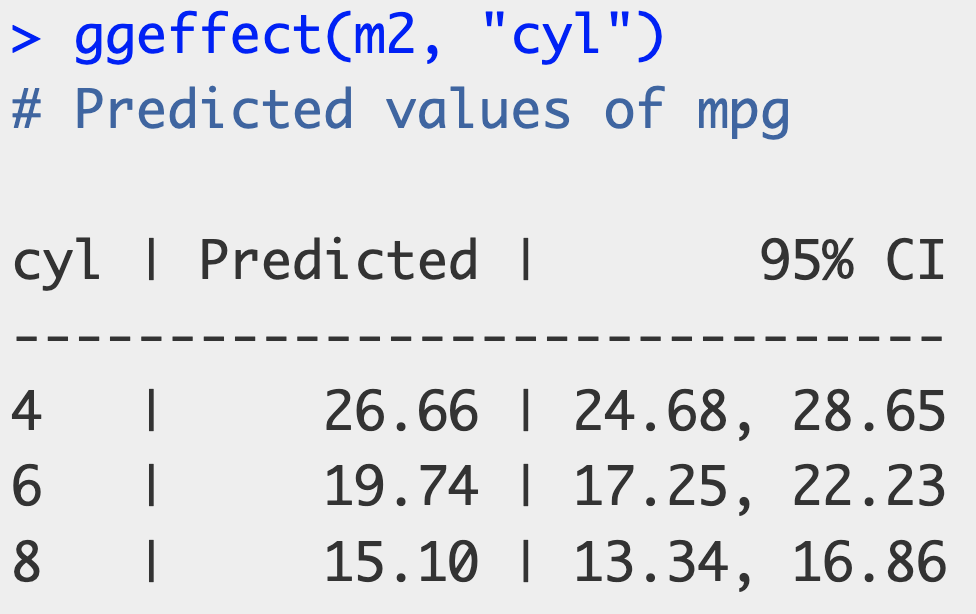 > ggeffect(m2, "cyl")
# Predicted values of mpg
cyl | Predicted |       95% CI
------------------------------
4   |     26.66 | 24.68, 28.65
6   |     19.74 | 17.25, 22.23
8   |     15.10 | 13.34, 16.86